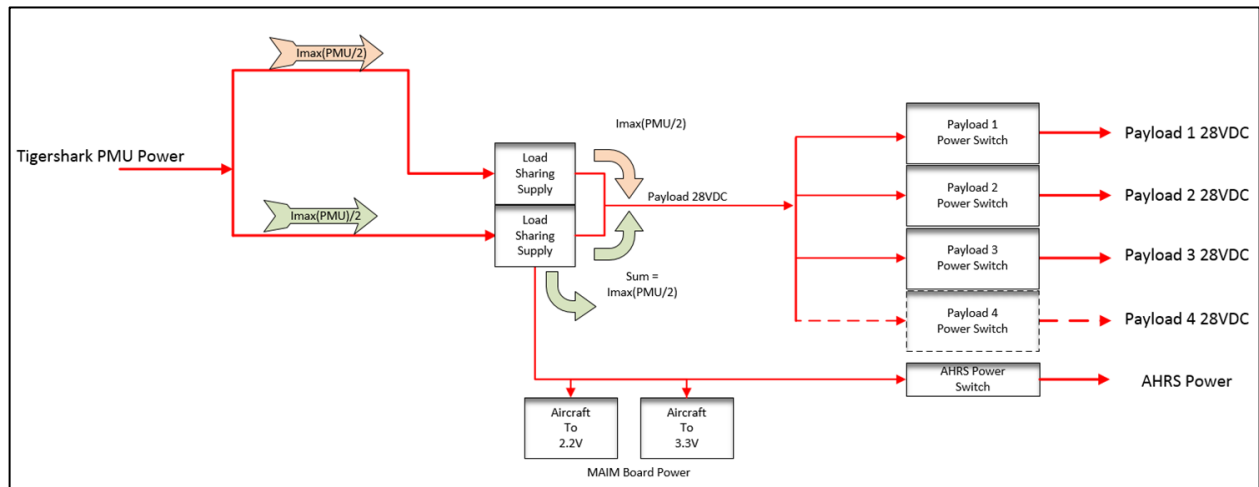 Imax(PMU/2)
Tigershark PMU Power
Imax(PMU)/2
Load
Sharing
Supply
Load
Sharing
Supply
Imax(PMU/2)
Payload 28VDC
Sum =
Imax(PMU/2)
Payload 1
Power Switch
Payload 1 28VDC
Payload 2
Power Switch
Payload 2 28VDC
Payload 3
Power Switch
Payload 3 28VDC
Payload 4
Power Switch
Payload 4 28VDC
AHRS Power
Switch
AHRS Power
Aircraft
To
2.2V
Aircraft
To
3.3V
MAIM Board Power